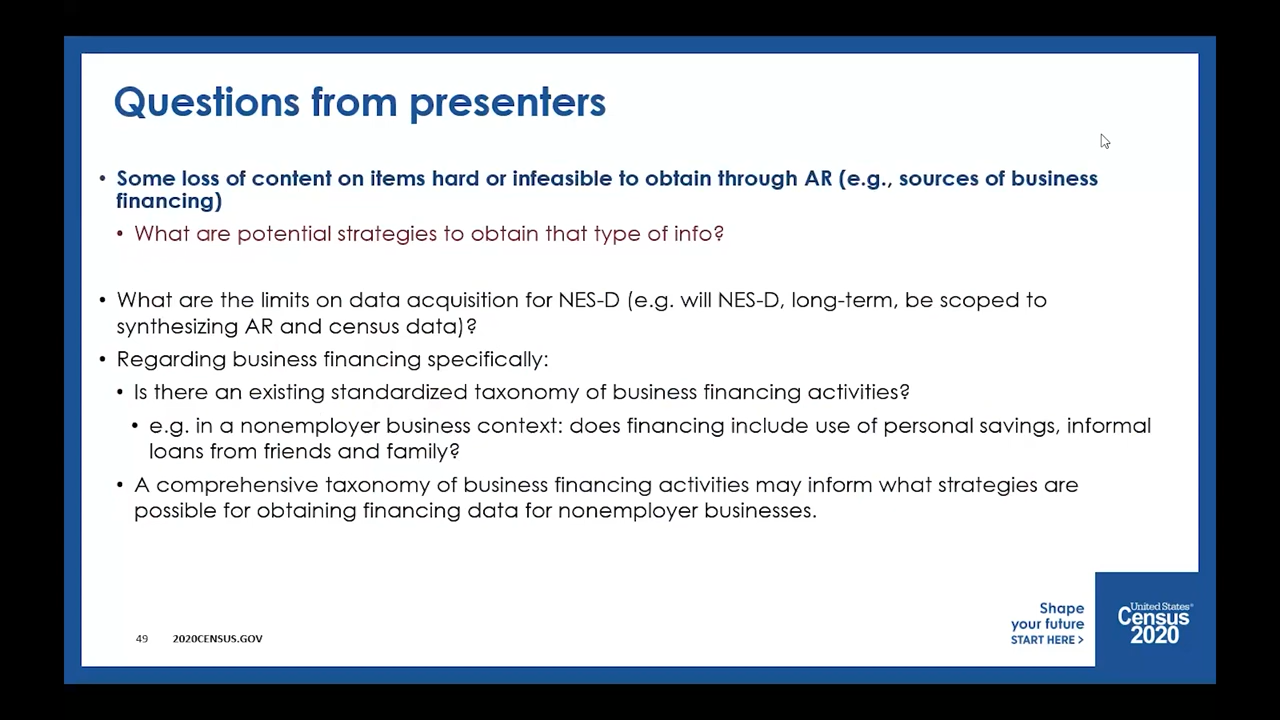 Questions from presenters
• Some loss of content on items hard or infeasible to obtain through AR (e.g., sources of business
financing)
• What are potential strategies to obtain that type of info?
• What are the limits on data acquisition for NES-D (e.g. will NES-D, long-term, be scoped to
synthesizing AR and census data)?
• Regarding business financing specifically:
• Is there an existing standardized taxonomy of business financing activities?
• e.g. in a nonemployer business context: does financing include use of personal savings, informal
loans from friends and family?
• A comprehensive taxonomy of business financing activities may inform what strategies are
possible for obtaining financing data for nonemployer businesses.
49 2020CENSUS.GOV
Shape
your future
START HERE >
United States®
Census
2020